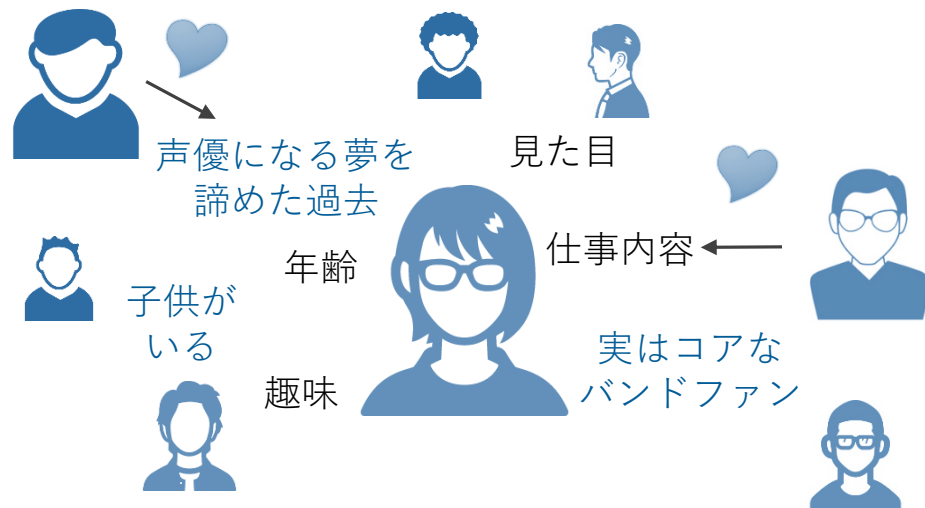 声優になる夢を
諦めた過去
見た目
年齢
仕事内容
子供が
いる
実はコアな
バンドファン
趣味